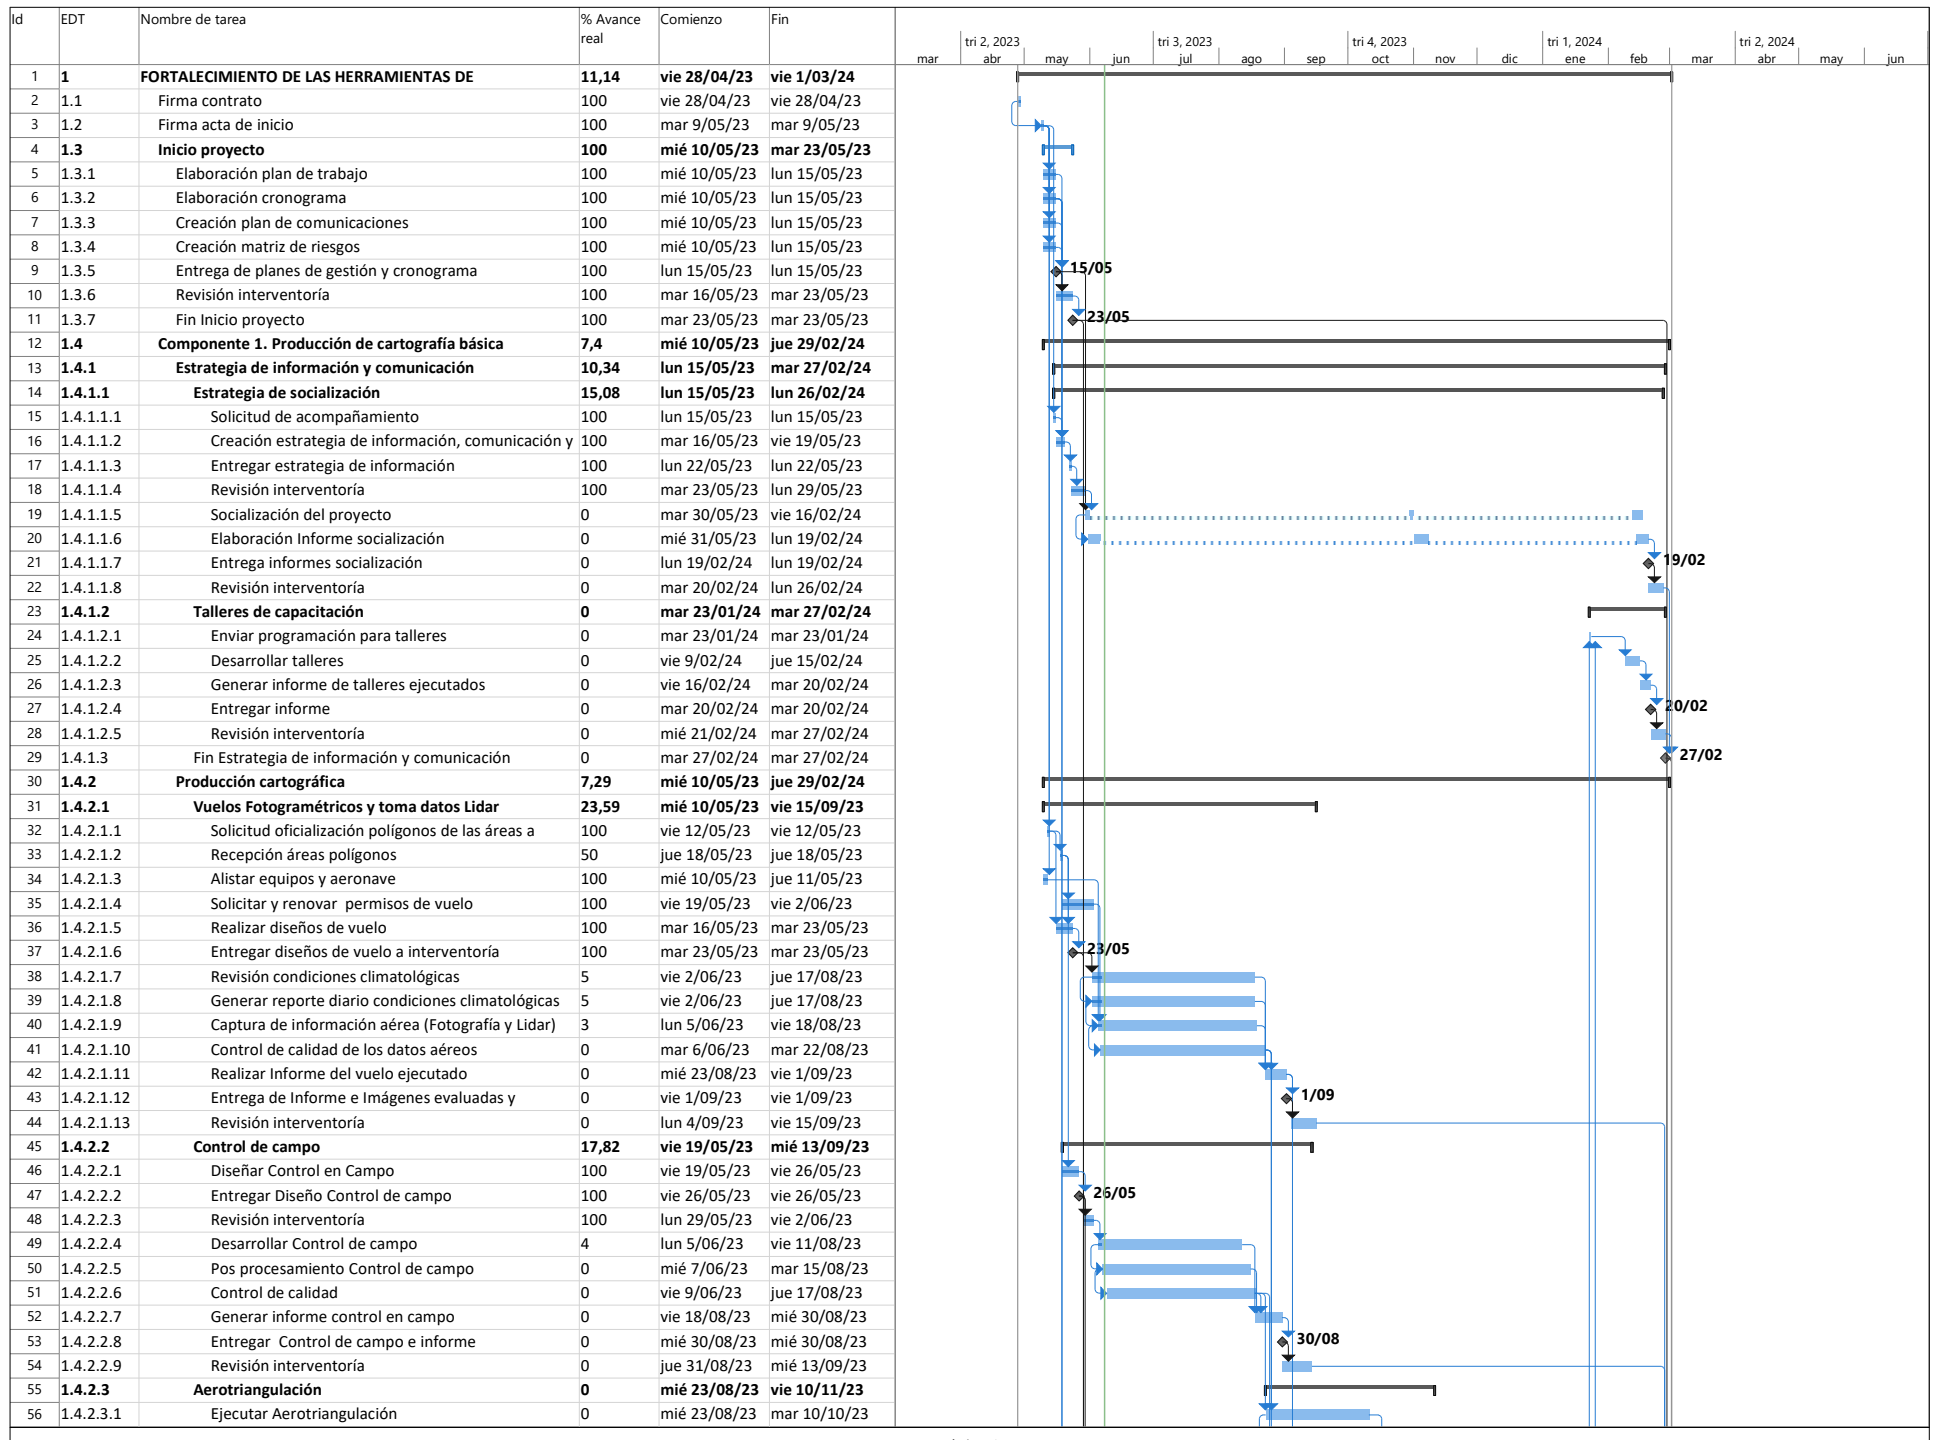 Id EDT Nombre de tarea % Avance real Comienzo Fin
tri 2, 2023 tri 3, 2023 tri 4, 2023 tri 1, 2024 tri 2, 2024
mar abr may jun jul ago sep oct nov dic ene feb mar abr may jun
1 1 FORTALECIMIENTO DE LAS HERRAMIENTAS DE 11,14 vie 28/04/23 vie 1/03/24
2 1.1 Firma contrato 100 vie 28/04/23 vie 28/04/23
3 1.2 Firma acta de inicio 100 mar 9/05/23 mar 9/05/23
4 1.3 Inicio proyecto 100 mié 10/05/23 mar 23/05/23
5 1.3.1 Elaboración plan de trabajo 100 mié 10/05/23 lun 15/05/23
6 1.3.2 Elaboración cronograma 100 mié 10/05/23 lun 15/05/23
7 1.3.3 Creación plan de comunicaciones 100 mié 10/05/23 lun 15/05/23
8 1.3.4 Creación matriz de riesgos 100 mié 10/05/23 lun 15/05/23
9 1.3.5 Entrega de planes de gestión y cronograma 100 lun 15/05/23 lun 15/05/23 15/05
10 1.3.6 Revisión interventoría 100 mar 16/05/23 mar 23/05/23
11 1.3.7 Fin Inicio proyecto 100 mar 23/05/23 mar 23/05/23 23/05
12 1.4 Componente 1. Producción de cartografía básica 7,4 mié 10/05/23 jue 29/02/24
13 1.4.1 Estrategia de información y comunicación 10,34 lun 15/05/23 mar 27/02/24
14 1.4.1.1 Estrategia de socialización 15,08 lun 15/05/23 lun 26/02/24
15 1.4.1.1.1 Solicitud de acompañamiento 100 lun 15/05/23 lun 15/05/23
16 1.4.1.1.2 Creación estrategia de información, comunicación y 100 mar 16/05/23 vie 19/05/23
17 1.4.1.1.3 Entregar estrategia de información 100 lun 22/05/23 lun 22/05/23
18 1.4.1.1.4 Revisión interventoría 100 mar 23/05/23 lun 29/05/23
19 1.4.1.1.5 Socialización del proyecto 0 mar 30/05/23 vie 16/02/24
20 1.4.1.1.6 Elaboración Informe socialización 0 mié 31/05/23 lun 19/02/24
21 1.4.1.1.7 Entrega informes socialización 0 lun 19/02/24 lun 19/02/24 19/02
22 1.4.1.1.8 Revisión interventoría 0 mar 20/02/24 lun 26/02/24
23 1.4.1.2 Talleres de capacitación 0 mar 23/01/24 mar 27/02/24
24 1.4.1.2.1 Enviar programación para talleres 0 mar 23/01/24 mar 23/01/24
25 1.4.1.2.2 Desarrollar talleres 0 vie 9/02/24 jue 15/02/24
26 1.4.1.2.3 Generar informe de talleres ejecutados 0 vie 16/02/24 mar 20/02/24
27 1.4.1.2.4 Entregar informe 0 mar 20/02/24 mar 20/02/24 20/02
28 1.4.1.2.5 Revisión interventoría 0 mié 21/02/24 mar 27/02/24
29 1.4.1.3 Fin Estrategia de información y comunicación 0 mar 27/02/24 mar 27/02/24 27/02
30 1.4.2 Producción cartográfica 7,29 mié 10/05/23 jue 29/02/24
31 1.4.2.1 Vuelos Fotogramétricos y toma datos Lidar 23,59 mié 10/05/23 vie 15/09/23
32 1.4.2.1.1 Solicitud oficialización polígonos de las áreas a 100 vie 12/05/23 vie 12/05/23
33 1.4.2.1.2 Recepción áreas polígonos 50 jue 18/05/23 jue 18/05/23
34 1.4.2.1.3 Alistar equipos y aeronave 100 mié 10/05/23 jue 11/05/23
35 1.4.2.1.4 Solicitar y renovar permisos de vuelo 100 vie 19/05/23 vie 2/06/23
36 1.4.2.1.5 Realizar diseños de vuelo 100 mar 16/05/23 mar 23/05/23
37 1.4.2.1.6 Entregar diseños de vuelo a interventoría 100 mar 23/05/23 mar 23/05/23 23/05
38 1.4.2.1.7 Revisión condiciones climatológicas 5 vie 2/06/23 jue 17/08/23
39 1.4.2.1.8 Generar reporte diario condiciones climatológicas 5 vie 2/06/23 jue 17/08/23
40 1.4.2.1.9 Captura de información aérea (Fotografía y Lidar) 3 lun 5/06/23 vie 18/08/23
41 1.4.2.1.10 Control de calidad de los datos aéreos 0 mar 6/06/23 mar 22/08/23
42 1.4.2.1.11 Realizar Informe del vuelo ejecutado 0 mié 23/08/23 vie 1/09/23
43 1.4.2.1.12 Entrega de Informe e Imágenes evaluadas y 0 vie 1/09/23 vie 1/09/23 1/09
44 1.4.2.1.13 Revisión interventoría 0 lun 4/09/23 vie 15/09/23
45 1.4.2.2 Control de campo 17,82 vie 19/05/23 mié 13/09/23
46 1.4.2.2.1 Diseñar Control en Campo 100 vie 19/05/23 vie 26/05/23
47 1.4.2.2.2 Entregar Diseño Control de campo 100 vie 26/05/23 vie 26/05/23 26/05
48 1.4.2.2.3 Revisión interventoría 100 lun 29/05/23 vie 2/06/23
49 1.4.2.2.4 Desarrollar Control de campo 4 lun 5/06/23 vie 11/08/23
50 1.4.2.2.5 Pos procesamiento Control de campo 0 mié 7/06/23 mar 15/08/23
51 1.4.2.2.6 Control de calidad 0 vie 9/06/23 jue 17/08/23
52 1.4.2.2.7 Generar informe control en campo 0 vie 18/08/23 mié 30/08/23
53 1.4.2.2.8 Entregar Control de campo e informe 0 mié 30/08/23 mié 30/08/23 30/08
54 1.4.2.2.9 Revisión interventoría 0 jue 31/08/23 mié 13/09/23
55 1.4.2.3 Aerotriangulación 0 mié 23/08/23 vie 10/11/23
56 1.4.2.3.1 Ejecutar Aerotriangulación 0 mié 23/08/23 mar 10/10/23